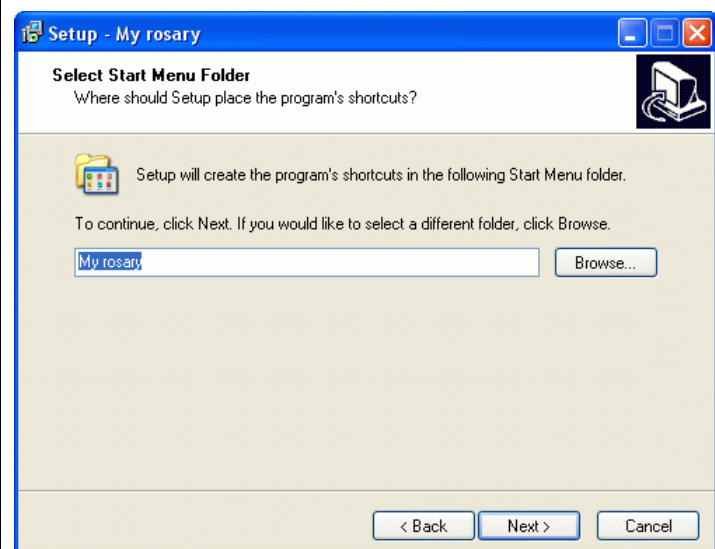 Setup - My rosary
Select Start Menu Folder
Where should Setup place the program's shortcuts?
Setup will create the program's shortcuts in the following Start Menu folder.
To continue, click Next. If you would like to select a different folder, click Browse.
My rosary
Browse...
< Back
Next >
Cancel